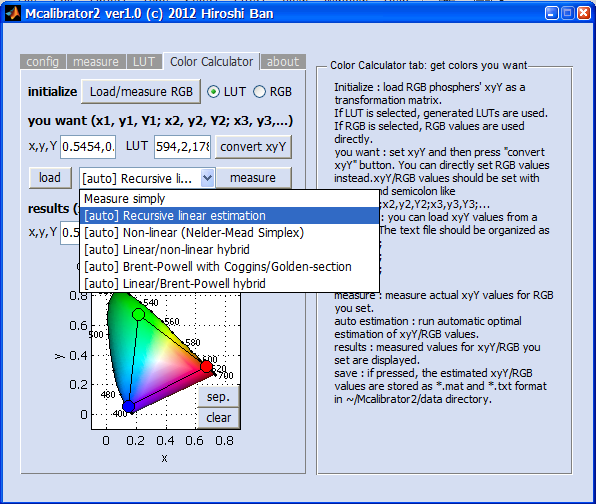 Mcalibrator2 ver1.0 (c) 2012 Hiroshi Ban
config measure LUT Color Calculator about
initialize Load/measure RGB LUT RGB
you want (x1, y1, Y1; x2, y2, Y2; x3, y3,...)
x,y,Y 0.5454,0. LUT 594,2,178 convert xyY
load [auto] Recursive li... measure
Measure simply
[auto] Recursive linear estimation
[auto] Non-linear (Nelder-Mead Simplex)
[auto] Linear/non-linear hybrid
[auto] Brent-Powell with Coggins/Golden-section
[auto] Linear/Brent-Powell hybrid
results (
x,y,Y 0.5
0.8
0.6
0.4
0.2
0
y
540
560
580
500
600
620
700
480
400
0 0.2 0.4 0.6 0.8
x
sep.
clear
Color Calculator tab: get colors you want
Initialize : load RGB phosphers' xyY as a
transformation matrix.
If LUT is selected, generated LUTs are used.
If RGB is selected, RGB values are used
directly.
you want : set xyY and then press "convert
xyY" button. You can directly set RGB values
instead.xyY/RGB values should be set with
and semicolon like
;x2,y2,Y2;x3,y3,Y3;...
: you can load xyY values from a
The text file should be organized as
measure : measure actual xyY values for RGB
you set.
auto estimation : run automatic optimal
estimation of xyY/RGB values.
results : measured values for xyY/RGB you
set are displayed.
save : if pressed, the estimated xyY/RGB
values are stored as *.mat and *.txt format
in ~/Mcalibrator2/data directory.